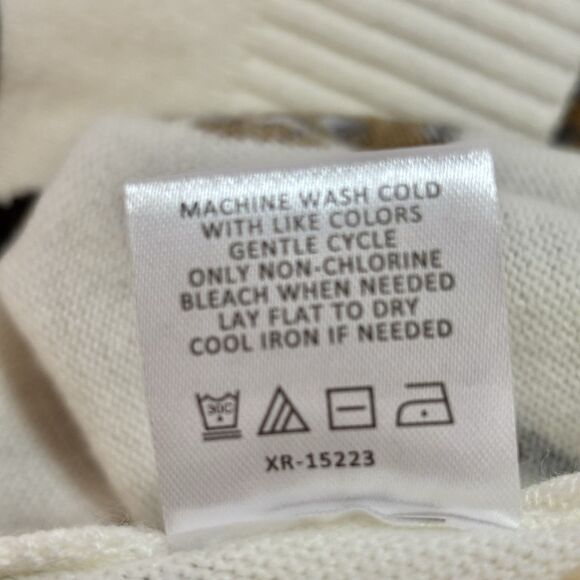 MACHINE WASH COLD
WITH LIKE COLORS
GENTLE CYCLE
ONLY NON-CHLORINE
BLEACH WHEN NEEDED
LAY FLAT TO DRY
COOL IRON IF NEEDED
30C
XR-15223